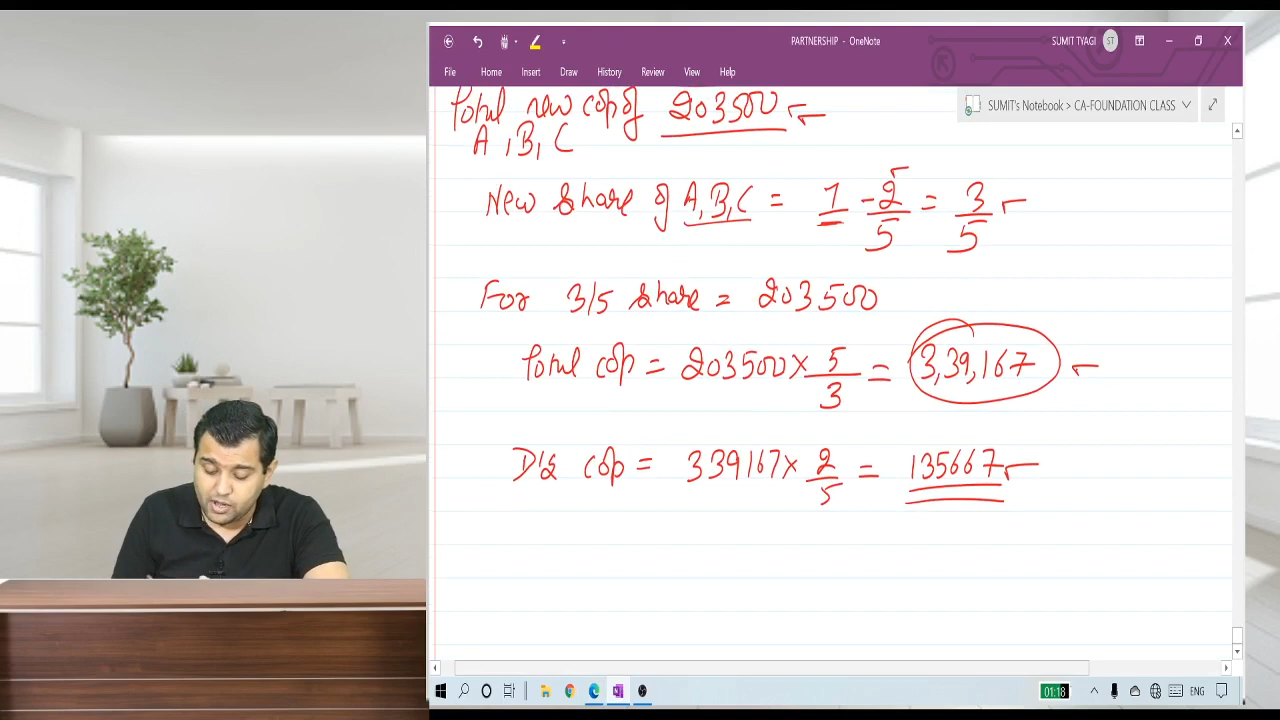 PARTNERSHIP - OneNote
SUMIT TYAGI ST
File Home Insert Draw History Review View Help
SUMIT's Notebook > CA-FOUNDATION CLASS
Total new cap of 203500
A, B, C
New Share of A, B, C = 1 - 2/5 = 3/5
For 3/5 share = 203500
Total cap = 203500 × 5/3 = 3,39,167
D's cap = 339167 × 2/5 = 135667
01:18
ENG